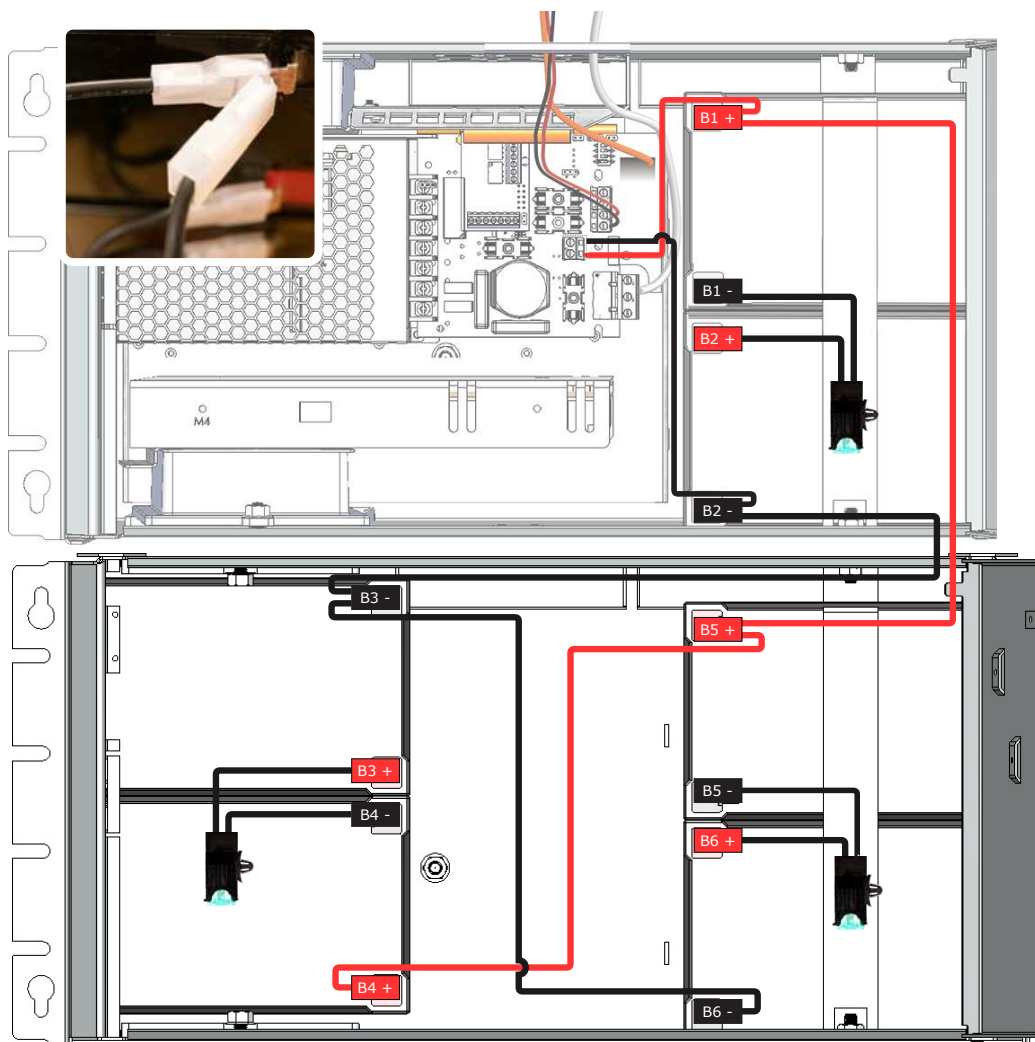 B1 +
B1 -
B2 +
M4
B2 -
B3 -
B5 +
B3 +
B5 -
B4 -
B6 +
B4 +
B6 -